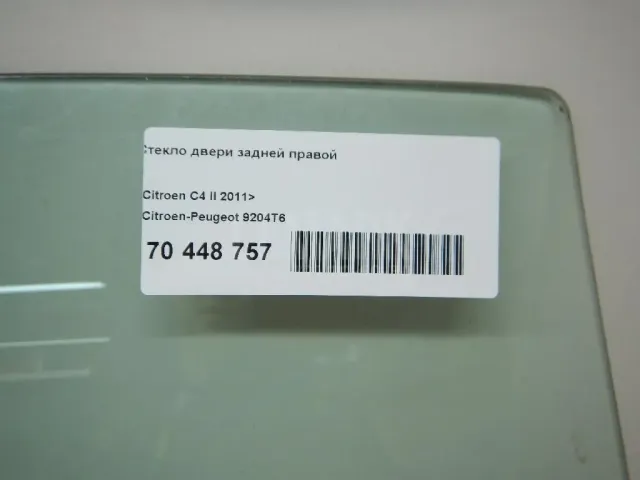 Стекло двери задней правой
Citroen C4 II 2011>
Citroen-Peugeot 9204T6
70 448 757